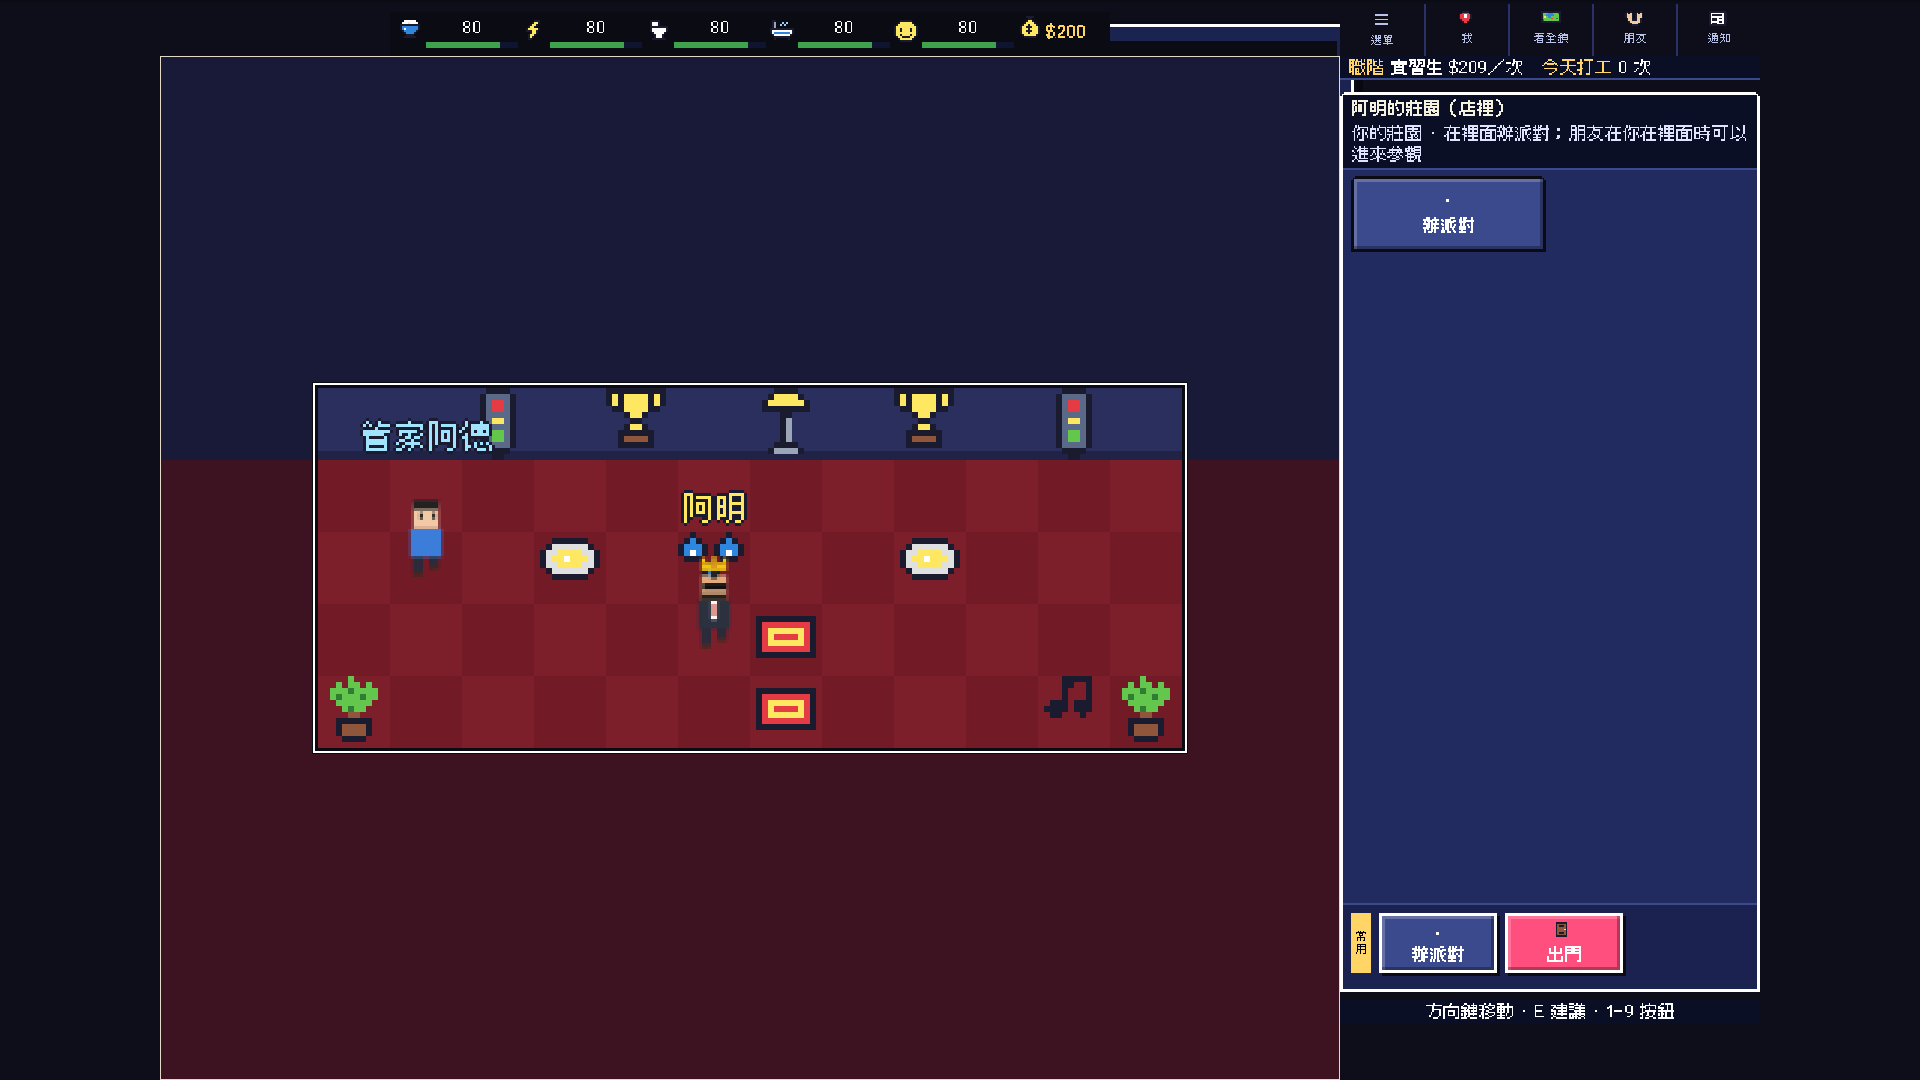 80
80
80
80
80
$200
選單
我
看全鎮
朋友
通知
職階 實習生 $209／次 今天打工 0 次
阿明的莊園（店裡）
你的莊園．在裡面辦派對；朋友在你在裡面時可以
進來參觀
辦派對
管家阿德
阿明
常用
辦派對
出門
方向鍵移動．E 建議．1-9 按鈕